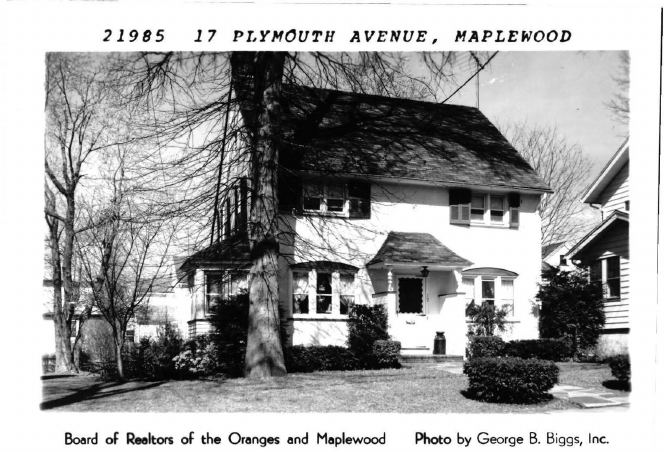 21985 17 PLYMOUTH AVENUE, MAPLEWOOD
Board of Realtors of the Oranges and Maplewood Photo by George B. Biggs, Inc.